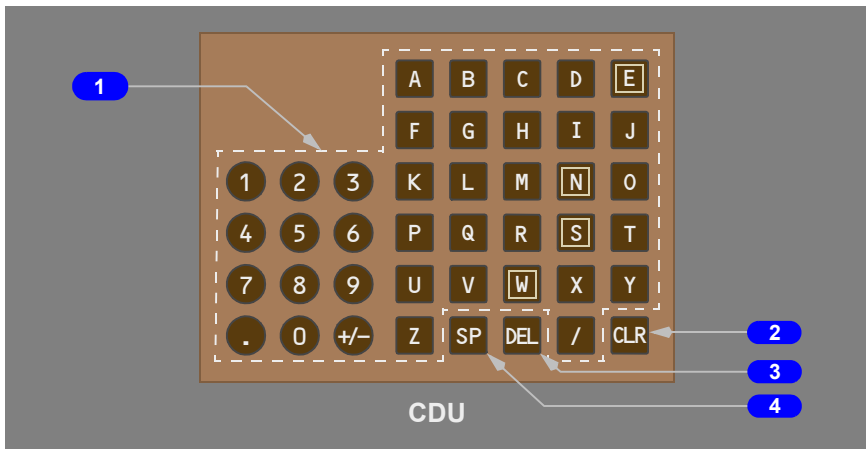 A B C D E
1
F G H I J
1 2 3 K L M N O
4 5 6 P Q R S T
7 8 9 U V W X Y
. 0 +/- Z SP DEL / CLR
2
3
4
CDU